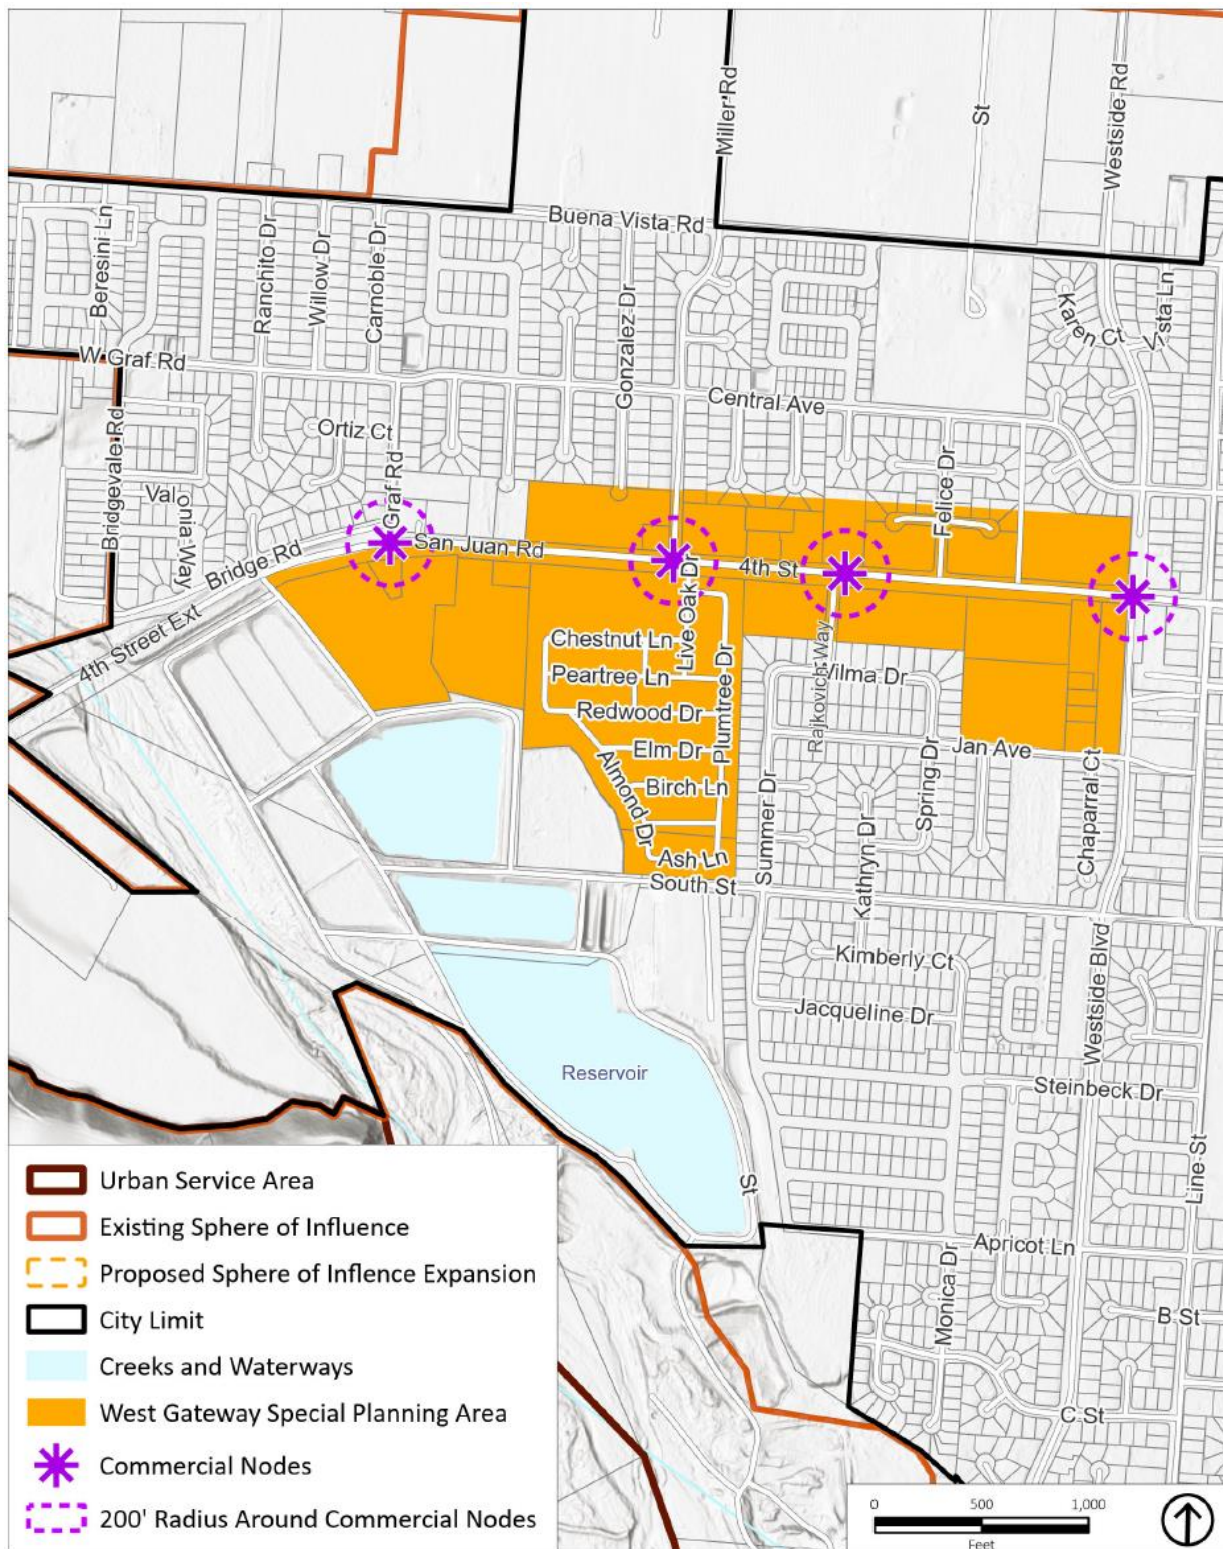 Miller Rd
St
Westside Rd
Buena Vista Rd
Beresini Ln
Ranchito Dr
Willow Dr
Carnoble Dr
Gonzalez Dr
Karen Ct
Vista Ln
W Graf Rd
Central Ave
Ortiz Ct
Graf Rd
Felice Dr
Bridgevale Rd
Valonia Way
Bridge Rd
San Juan Rd
4th St
4th Street Ext
Live Oak Dr
Chestnut Ln
Peartree Ln
Plumtree Dr
Rajkovich Way
Wilma Dr
Redwood Dr
Elm Dr
Spring Dr
Jan Ave
Birch Ln
Almond Dr
Summer Dr
Chaparral Ct
Ash Ln
South St
Kathryn Dr
Kimberly Ct
Westside Blvd
Jacqueline Dr
Reservoir
Steinbeck Dr
Line St
St
Apricot Ln
Monica Dr
B St
C St
Urban Service Area
Existing Sphere of Influence
Proposed Sphere of Inflence Expansion
City Limit
Creeks and Waterways
West Gateway Special Planning Area
Commercial Nodes
200' Radius Around Commercial Nodes
0 500 1,000
Feet